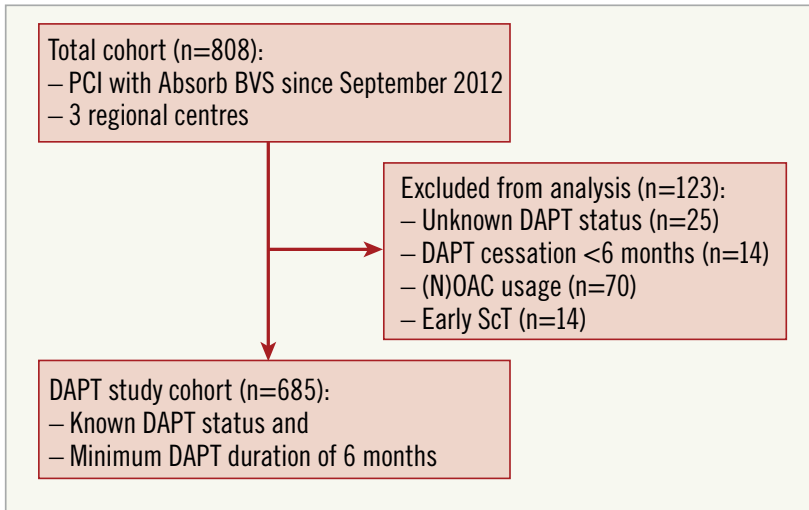 Total cohort (n=808):
– PCI with Absorb BVS since September 2012
– 3 regional centres
Excluded from analysis (n=123):
– Unknown DAPT status (n=25)
– DAPT cessation <6 months (n=14)
– (N)OAC usage (n=70)
– Early ScT (n=14)
DAPT study cohort (n=685):
– Known DAPT status and
– Minimum DAPT duration of 6 months